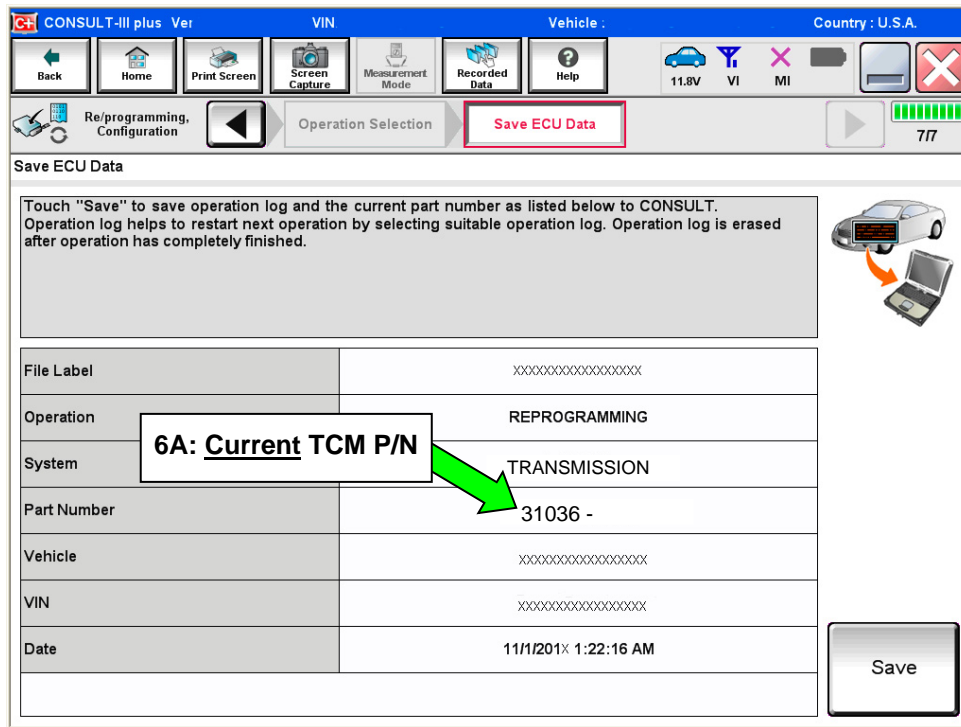 C+ CONSULT-III plus Ver VIN. Vehicle : Country : U.S.A.
Back Home Print Screen Screen Capture Measurement Mode Recorded Data Help 11.8V VI MI
Re/programming, Configuration Operation Selection Save ECU Data 7/7
Save ECU Data
Touch "Save" to save operation log and the current part number as listed below to CONSULT.
Operation log helps to restart next operation by selecting suitable operation log. Operation log is erased
after operation has completely finished.
File Label XXXXXXXXXXXXXXXXX
Operation REPROGRAMMING
6A: Current TCM P/N
System TRANSMISSION
Part Number 31036 -
Vehicle XXXXXXXXXXXXXXXXX
VIN XXXXXXXXXXXXXXXXX
Date 11/1/201X 1:22:16 AM
Save